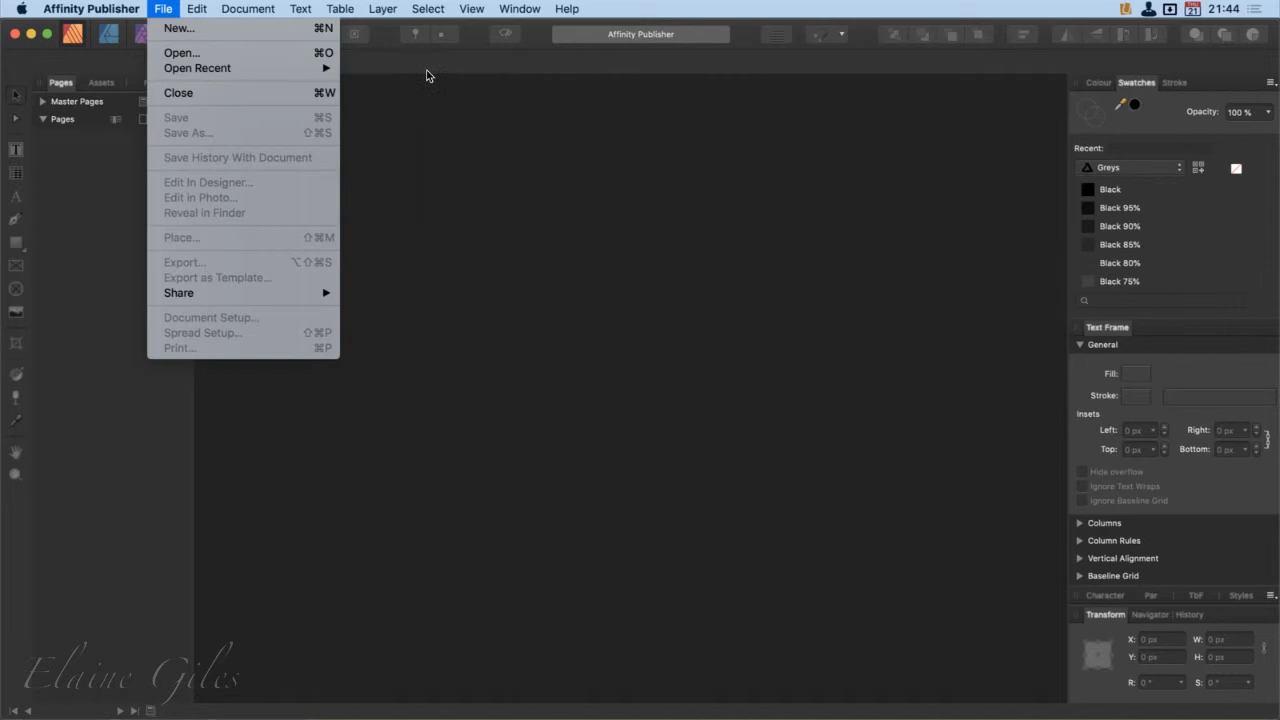 Affinity Publisher File Edit Document Text Table Layer Select View Window Help 21 21:44
New... ⌘N
Affinity Publisher
Open... ⌘O
Open Recent
Close ⌘W
Save ⌘S
Save As... ⇧⌘S
Save History With Document
Edit In Designer...
Edit in Photo...
Reveal in Finder
Place... ⇧⌘M
Export... ⌥⇧⌘S
Export as Template...
Share
Document Setup...
Spread Setup... ⇧⌘P
Print... ⌘P
Pages Assets
Master Pages
Pages
Colour Swatches Stroke
Opacity: 100 %
Recent:
Greys
Black
Black 95%
Black 90%
Black 85%
Black 80%
Black 75%
Text Frame
General
Fill:
Stroke:
Insets
Left: 0 px Right: 0 px
Top: 0 px Bottom: 0 px
Hide overflow
Ignore Text Wraps
Ignore Baseline Grid
Columns
Column Rules
Vertical Alignment
Baseline Grid
Character Par TbF Styles
Transform Navigator History
X: 0 px W: 0 px
Y: 0 px H: 0 px
R: 0 ° S: 0 °
Elaine Giles